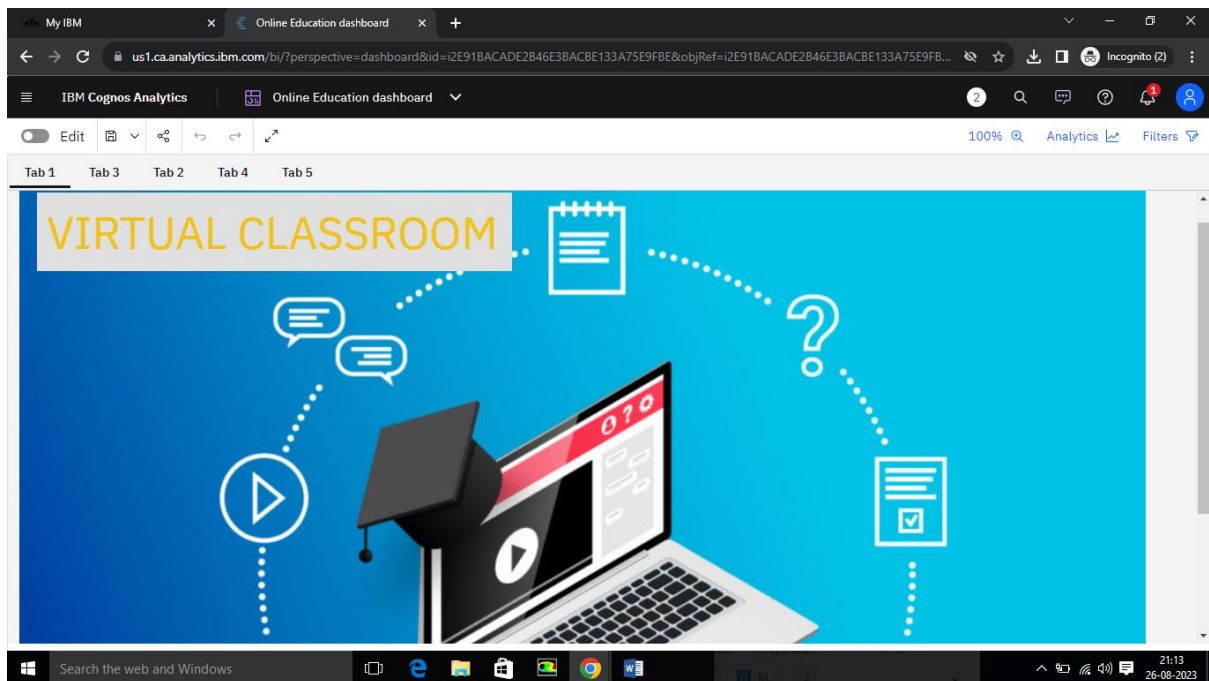 My IBM
Online Education dashboard
us1.ca.analytics.ibm.com/bi/?perspective=dashboard&id=i2E91BACADE2B46E3BACBE133A75E9FBE&objRef=i2E91BACADE2B46E3BACBE133A75E9FB...
Incognito (2)
IBM Cognos Analytics
Online Education dashboard
2
1
Edit
100%
Analytics
Filters
Tab 1 Tab 3 Tab 2 Tab 4 Tab 5
VIRTUAL CLASSROOM
?
?
Search the web and Windows
21:13
26-08-2023